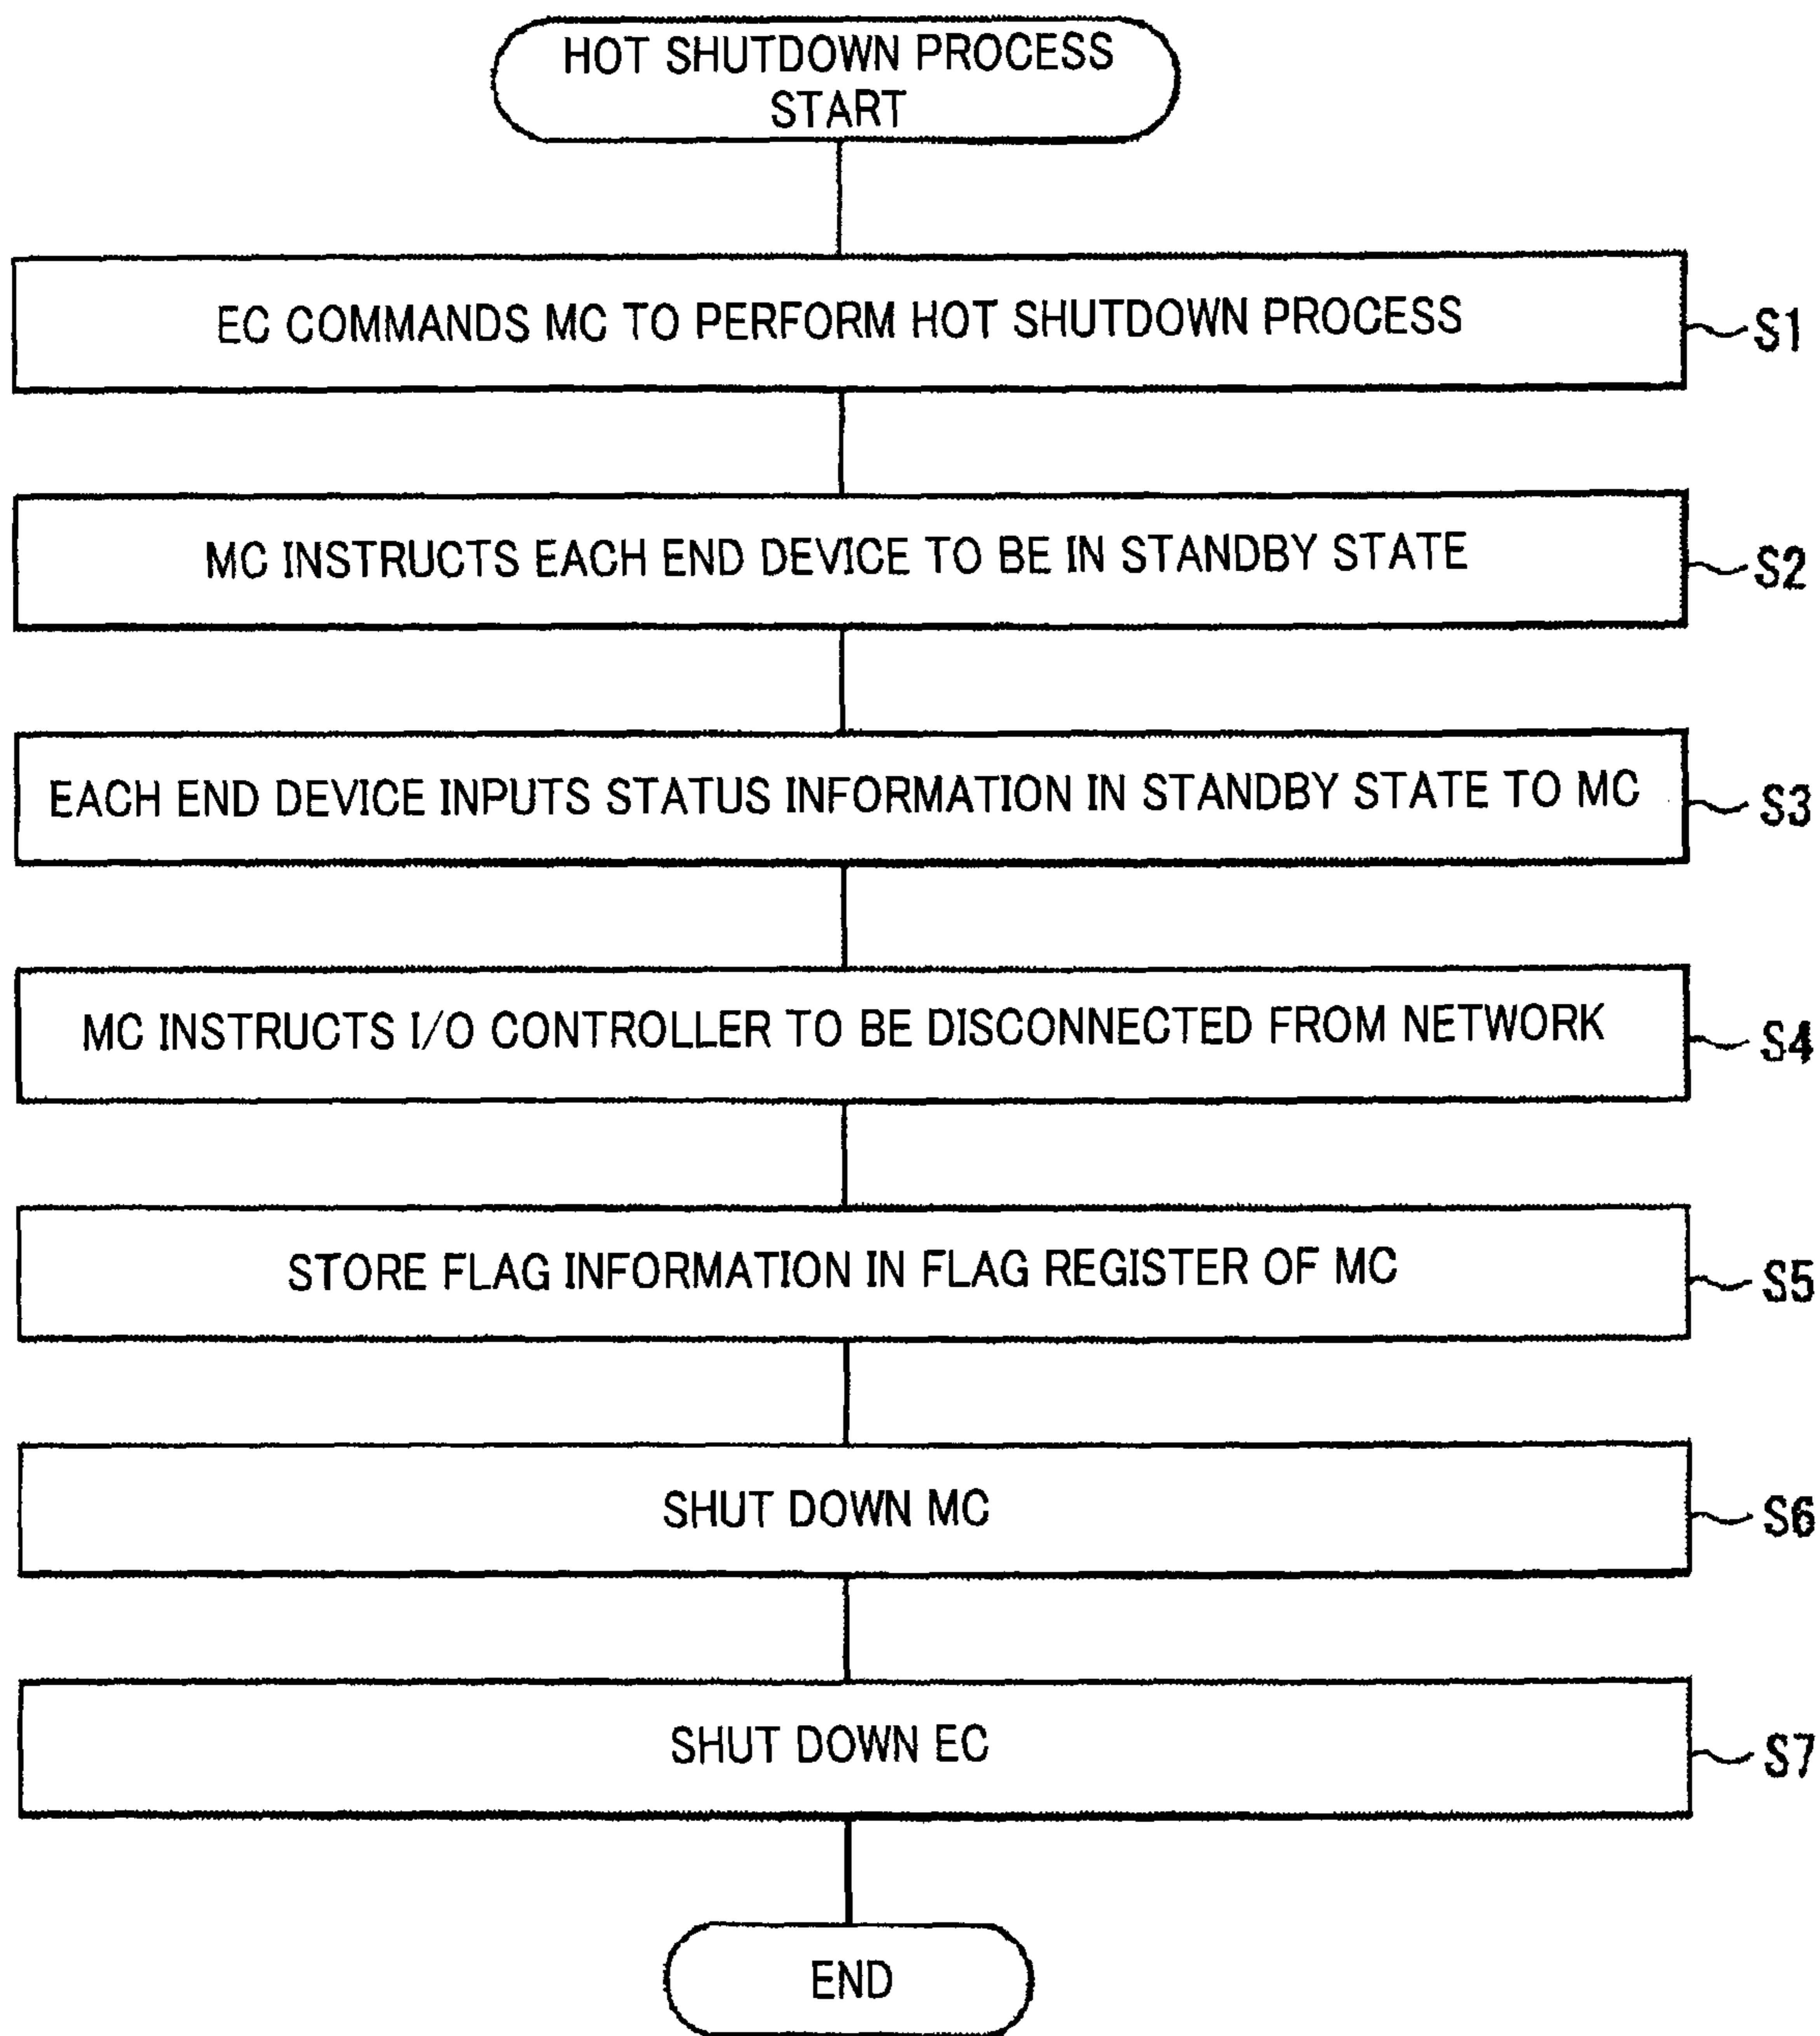 HOT SHUTDOWN PROCESS
START
EC COMMANDS MC TO PERFORM HOT SHUTDOWN PROCESS
S1
MC INSTRUCTS EACH END DEVICE TO BE IN STANDBY STATE
S2
EACH END DEVICE INPUTS STATUS INFORMATION IN STANDBY STATE TO MC
S3
MC INSTRUCTS I/O CONTROLLER TO BE DISCONNECTED FROM NETWORK
S4
STORE FLAG INFORMATION IN FLAG REGISTER OF MC
S5
SHUT DOWN MC
S6
SHUT DOWN EC
S7
END